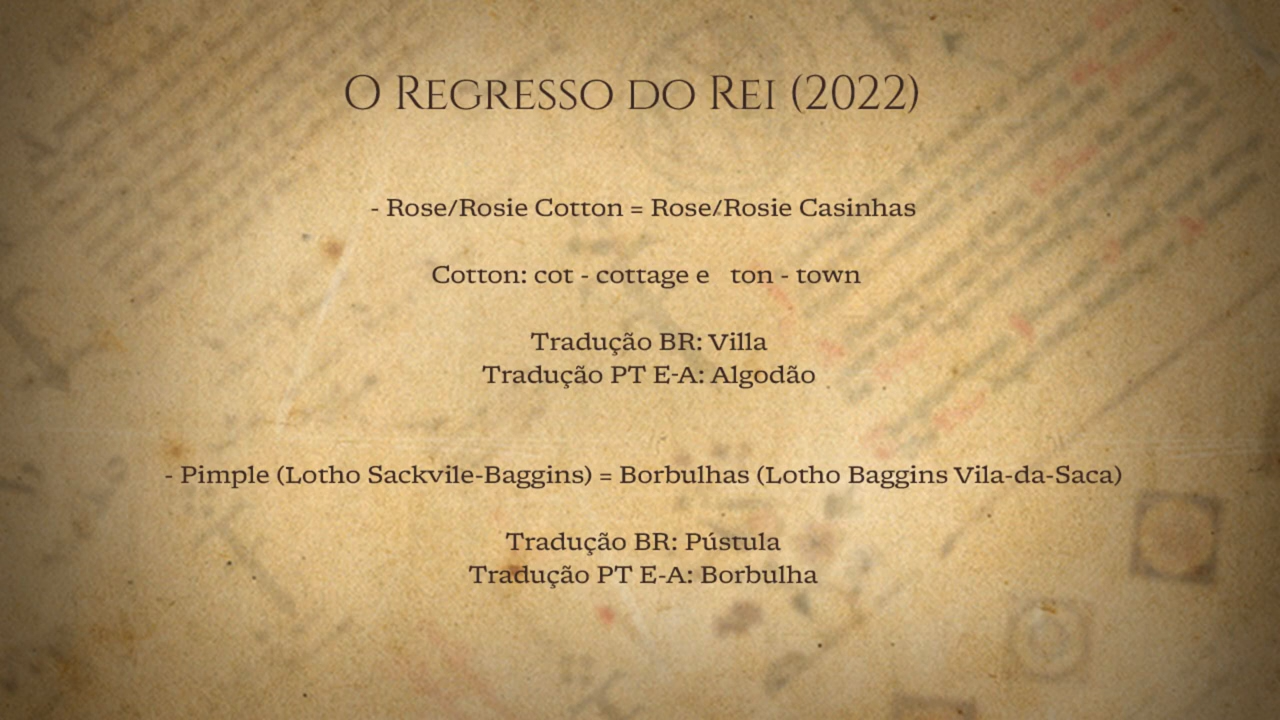 O Regresso do Rei (2022)
- Rose/Rosie Cotton = Rose/Rosie Casinhas
Cotton: cot - cottage e ton - town
Tradução BR: Villa
Tradução PT E-A: Algodão
- Pimple (Lotho Sackvile-Baggins) = Borbulhas (Lotho Baggins Vila-da-Saca)
Tradução BR: Pústula
Tradução PT E-A: Borbulha